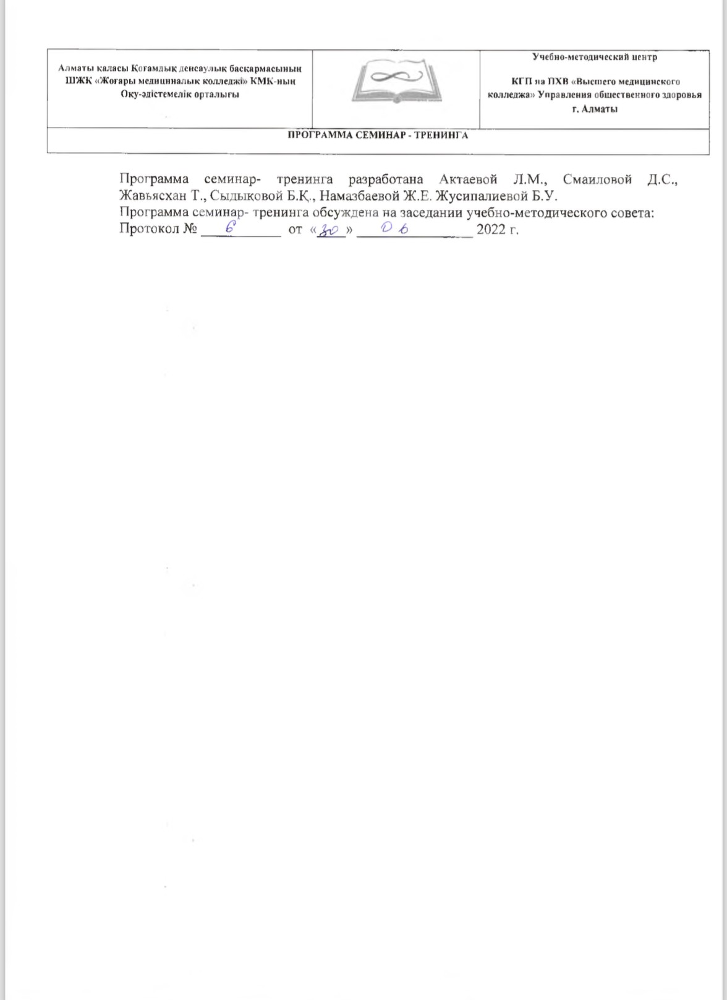 Алматы қаласы Қоғамдық денсаулық басқармасының
ШЖҚ «Жоғары медициналық колледжі» КМК-нын
Оқу-әдістемелік орталығы
Учебно-методический центр
КГП на ПХВ «Высшего медицинского
колледжа» Управления общественного здоровья
г. Алматы
ПРОГРАММА СЕМИНАР - ТРЕНИНГА
Программа семинар- тренинга разработана Актаевой Л.М., Смаиловой Д.С.,
Жавьясхан Т., Сыдыковой Б.Қ., Намазбаевой Ж.Е. Жусипалиевой Б.У.
Программа семинар- тренинга обсуждена на заседании учебно-методического совета:
Протокол № 6 от «30» 06 2022 г.